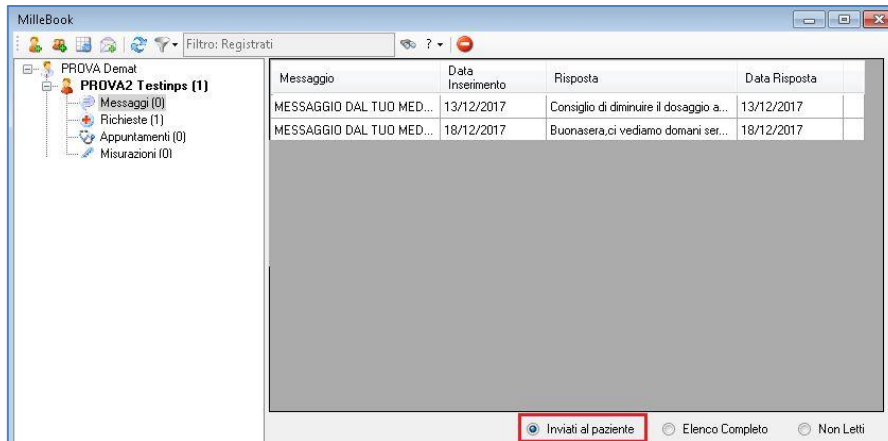 MilleBook
Filtro: Registrati
?
PROVA Demat
PROVA2 Testinps (1)
Messaggi (0)
Richieste (1)
Appuntamenti (0)
Misurazioni (0)
Messaggio Data Inserimento Risposta Data Risposta
MESSAGGIO DAL TUO MED... 13/12/2017 Consiglio di diminuire il dosaggio a... 13/12/2017
MESSAGGIO DAL TUO MED... 18/12/2017 Buonasera,ci vediamo domani ser... 18/12/2017
Inviati al paziente Elenco Completo Non Letti